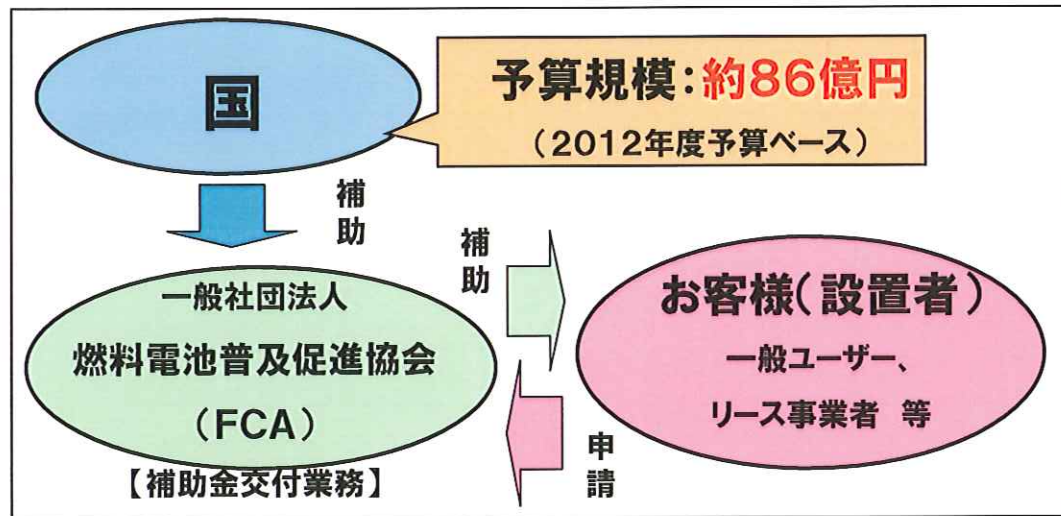 国
予算規模：約86億円
（2012年度予算ベース）
補助
補助
一般社団法人
燃料電池普及促進協会
（FCA）
【補助金交付業務】
お客様（設置者）
一般ユーザー、
リース事業者 等
申請